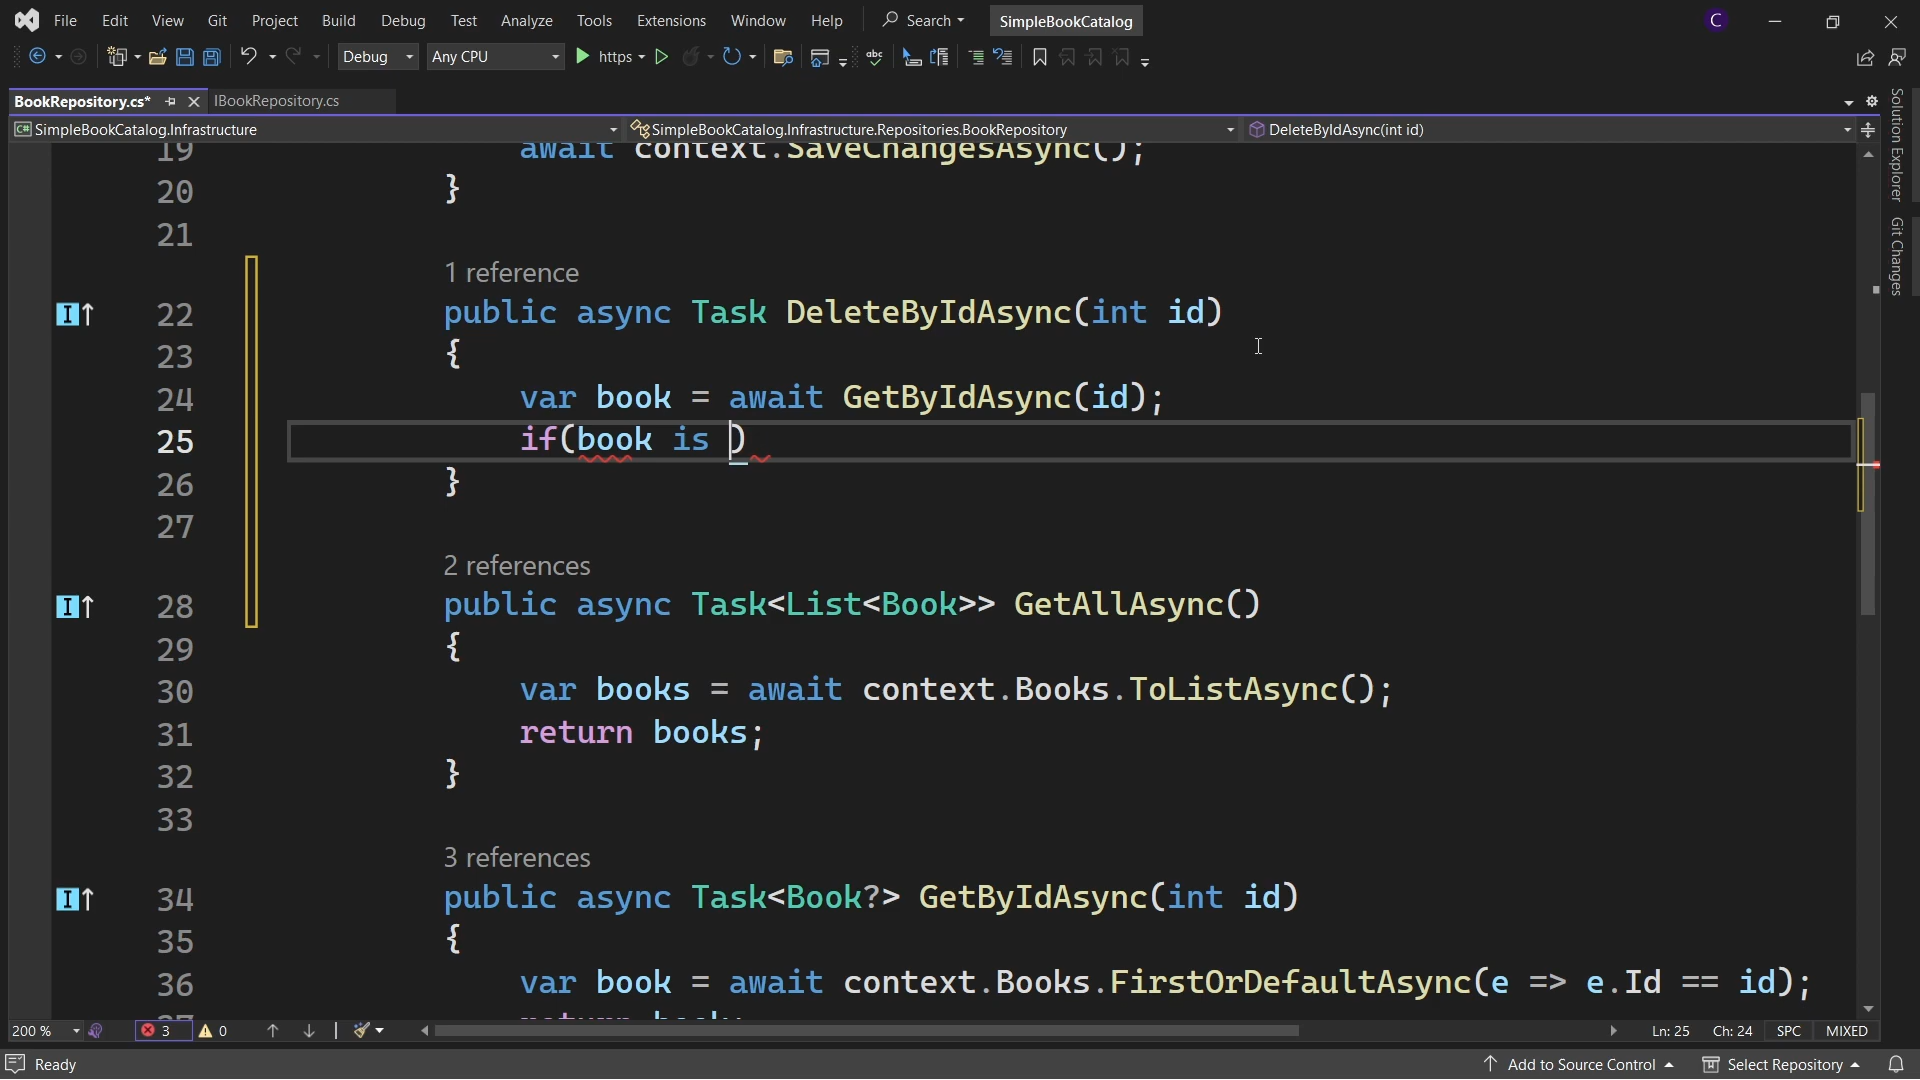 File Edit View Git Project Build Debug Test Analyze Tools Extensions Window Help Search SimpleBookCatalog C
Debug Any CPU https abc
BookRepository.cs* IBookRepository.cs
C# SimpleBookCatalog.Infrastructure SimpleBookCatalog.Infrastructure.Repositories.BookRepository DeleteByIdAsync(int id)
Solution Explorer
Git Changes
19 await context.SaveChangesAsync();
20 }
21
1 reference
22 public async Task DeleteByIdAsync(int id)
23 {
24 var book = await GetByIdAsync(id);
25 if(book is )
26 }
27
2 references
28 public async Task<List<Book>> GetAllAsync()
29 {
30 var books = await context.Books.ToListAsync();
31 return books;
32 }
33
3 references
34 public async Task<Book?> GetByIdAsync(int id)
35 {
36 var book = await context.Books.FirstOrDefaultAsync(e => e.Id == id);
200 % 3 0 Ln: 25 Ch: 24 SPC MIXED
Ready Add to Source Control Select Repository